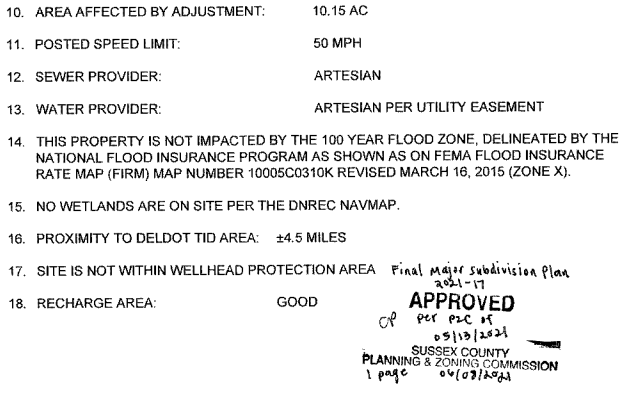 10. AREA AFFECTED BY ADJUSTMENT: 10.15 AC
11. POSTED SPEED LIMIT: 50 MPH
12. SEWER PROVIDER: ARTESIAN
13. WATER PROVIDER: ARTESIAN PER UTILITY EASEMENT
14. THIS PROPERTY IS NOT IMPACTED BY THE 100 YEAR FLOOD ZONE, DELINEATED BY THE
NATIONAL FLOOD INSURANCE PROGRAM AS SHOWN AS ON FEMA FLOOD INSURANCE
RATE MAP (FIRM) MAP NUMBER 10005C0310K REVISED MARCH 16, 2015 (ZONE X).
15. NO WETLANDS ARE ON SITE PER THE DNREC NAVMAP.
16. PROXIMITY TO DELDOT TID AREA: ±4.5 MILES
17. SITE IS NOT WITHIN WELLHEAD PROTECTION AREA
Final Major Subdivision Plan
2021-17
18. RECHARGE AREA: GOOD
APPROVED
per P&Z of
05/13/2021
SUSSEX COUNTY
PLANNING & ZONING COMMISSION
1 page 06/03/2021